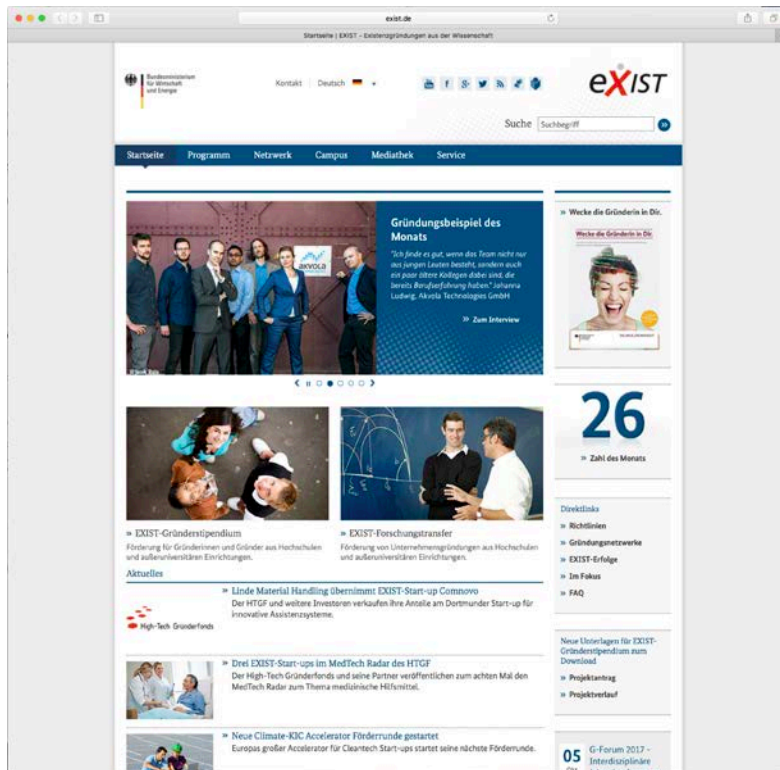 exist.de
Startseite | EXIST - Existenzgründungen aus der Wissenschaft
Bundesministerium
für Wirtschaft
und Energie
Kontakt
Deutsch
eXIST
Suche
Suchbegriff
Startseite
Programm
Netzwerk
Campus
Mediathek
Service
akvola
Gründungsbeispiel des
Monats
"Ich finde es gut, wenn das Team nicht nur
aus jungen Leuten besteht, sondern auch
ein paar ältere Kollegen dabei sind, die
bereits Berufserfahrung haben." Johanna
Ludwig, Akvola Technologies GmbH
» Zum Interview
» Wecke die Gründerin in Dir.
Wecke die Gründerin in Dir.
26
» Zahl des Monats
» EXIST-Gründerstipendium
Förderung für Gründerinnen und Gründer aus Hochschulen
und außeruniversitären Einrichtungen.
» EXIST-Forschungstransfer
Förderung von Unternehmensgründungen aus Hochschulen
und außeruniversitären Einrichtungen.
Direktlinks
» Richtlinien
» Gründungsnetzwerke
» EXIST-Erfolge
» Im Fokus
» FAQ
Aktuelles
High-Tech Gründerfonds
» Linde Material Handling übernimmt EXIST-Start-up Comnovo
Der HTGF und weitere Investoren verkaufen ihre Anteile am Dortmunder Start-up für
innovative Assistenzsysteme.
Neue Unterlagen für EXIST-
Gründerstipendium zum
Download
» Projektantrag
» Projektverlauf
» Drei EXIST-Start-ups im MedTech Radar des HTGF
Der High-Tech Gründerfonds und seine Partner veröffentlichen zum achten Mal den
MedTech Radar zum Thema medizinische Hilfsmittel.
» Neue Climate-KIC Accelerator Förderrunde gestartet
Europas großer Accelerator für Cleantech Start-ups startet seine nächste Förderrunde.
05
G-Forum 2017 -
Interdisziplinäre